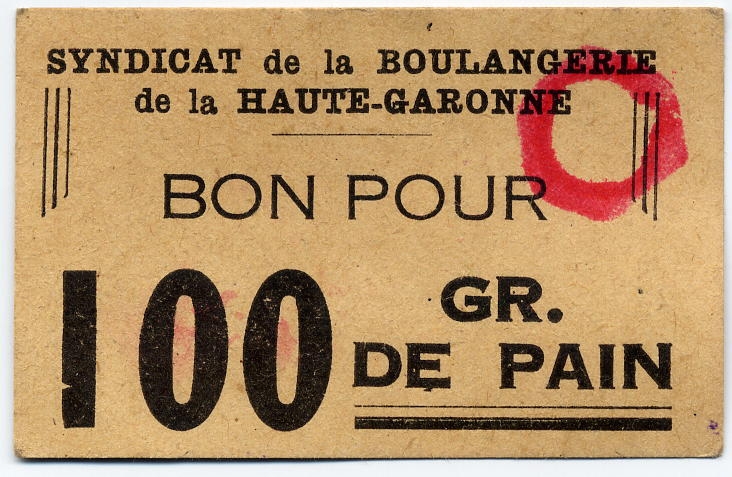 SYNDICAT de la BOULANGERIE
de la HAUTE-GARONNE
BON POUR
100 GR.
DE PAIN